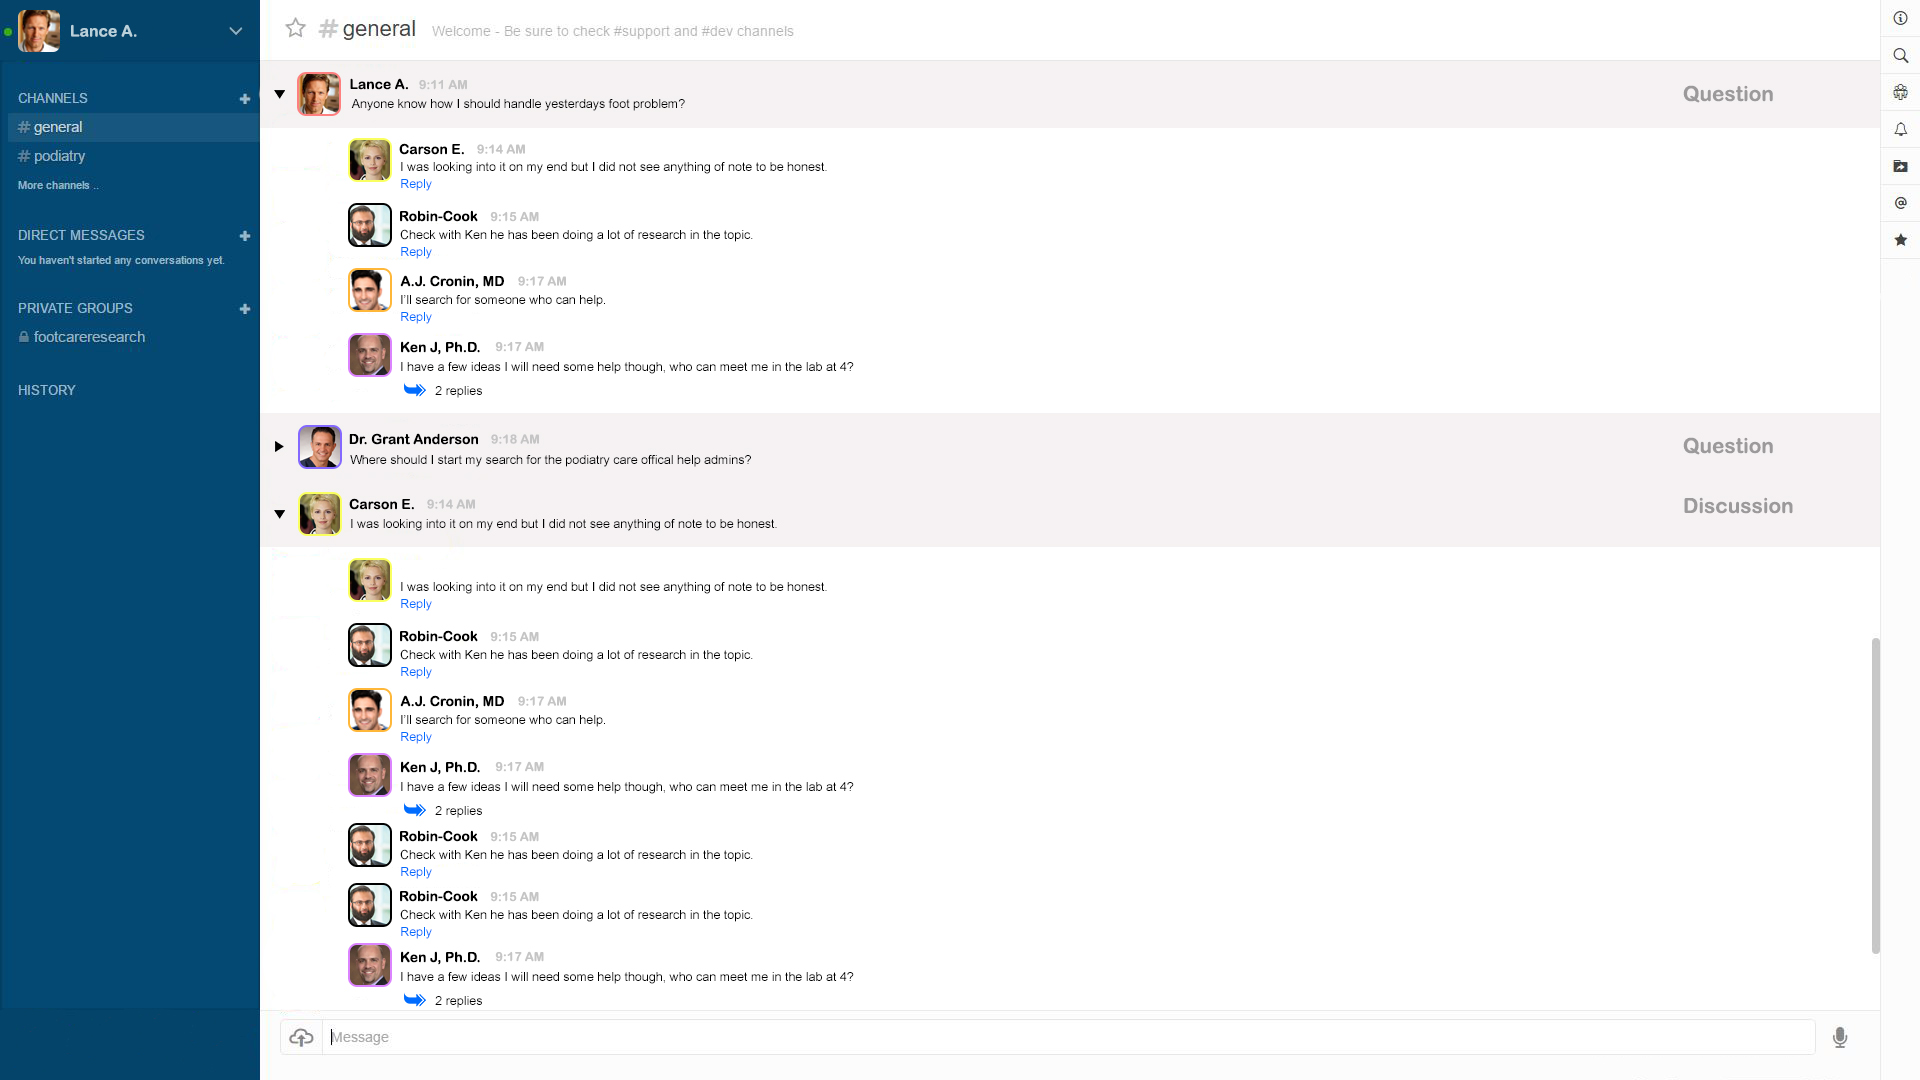 Lance A.
CHANNELS
# general
# podiatry
More channels ..
DIRECT MESSAGES
You haven't started any conversations yet.
PRIVATE GROUPS
footcareresearch
HISTORY
#general Welcome - Be sure to check #support and #dev channels
Lance A. 9:11 AM
Anyone know how I should handle yesterdays foot problem?
Question
Carson E. 9:14 AM
I was looking into it on my end but I did not see anything of note to be honest.
Reply
Robin-Cook 9:15 AM
Check with Ken he has been doing a lot of research in the topic.
Reply
A.J. Cronin, MD 9:17 AM
I'll search for someone who can help.
Reply
Ken J, Ph.D. 9:17 AM
I have a few ideas I will need some help though, who can meet me in the lab at 4?
2 replies
Dr. Grant Anderson 9:18 AM
Where should I start my search for the podiatry care offical help admins?
Question
Carson E. 9:14 AM
I was looking into it on my end but I did not see anything of note to be honest.
Discussion
I was looking into it on my end but I did not see anything of note to be honest.
Reply
Robin-Cook 9:15 AM
Check with Ken he has been doing a lot of research in the topic.
Reply
A.J. Cronin, MD 9:17 AM
I'll search for someone who can help.
Reply
Ken J, Ph.D. 9:17 AM
I have a few ideas I will need some help though, who can meet me in the lab at 4?
2 replies
Robin-Cook 9:15 AM
Check with Ken he has been doing a lot of research in the topic.
Reply
Robin-Cook 9:15 AM
Check with Ken he has been doing a lot of research in the topic.
Reply
Ken J, Ph.D. 9:17 AM
I have a few ideas I will need some help though, who can meet me in the lab at 4?
2 replies
Message